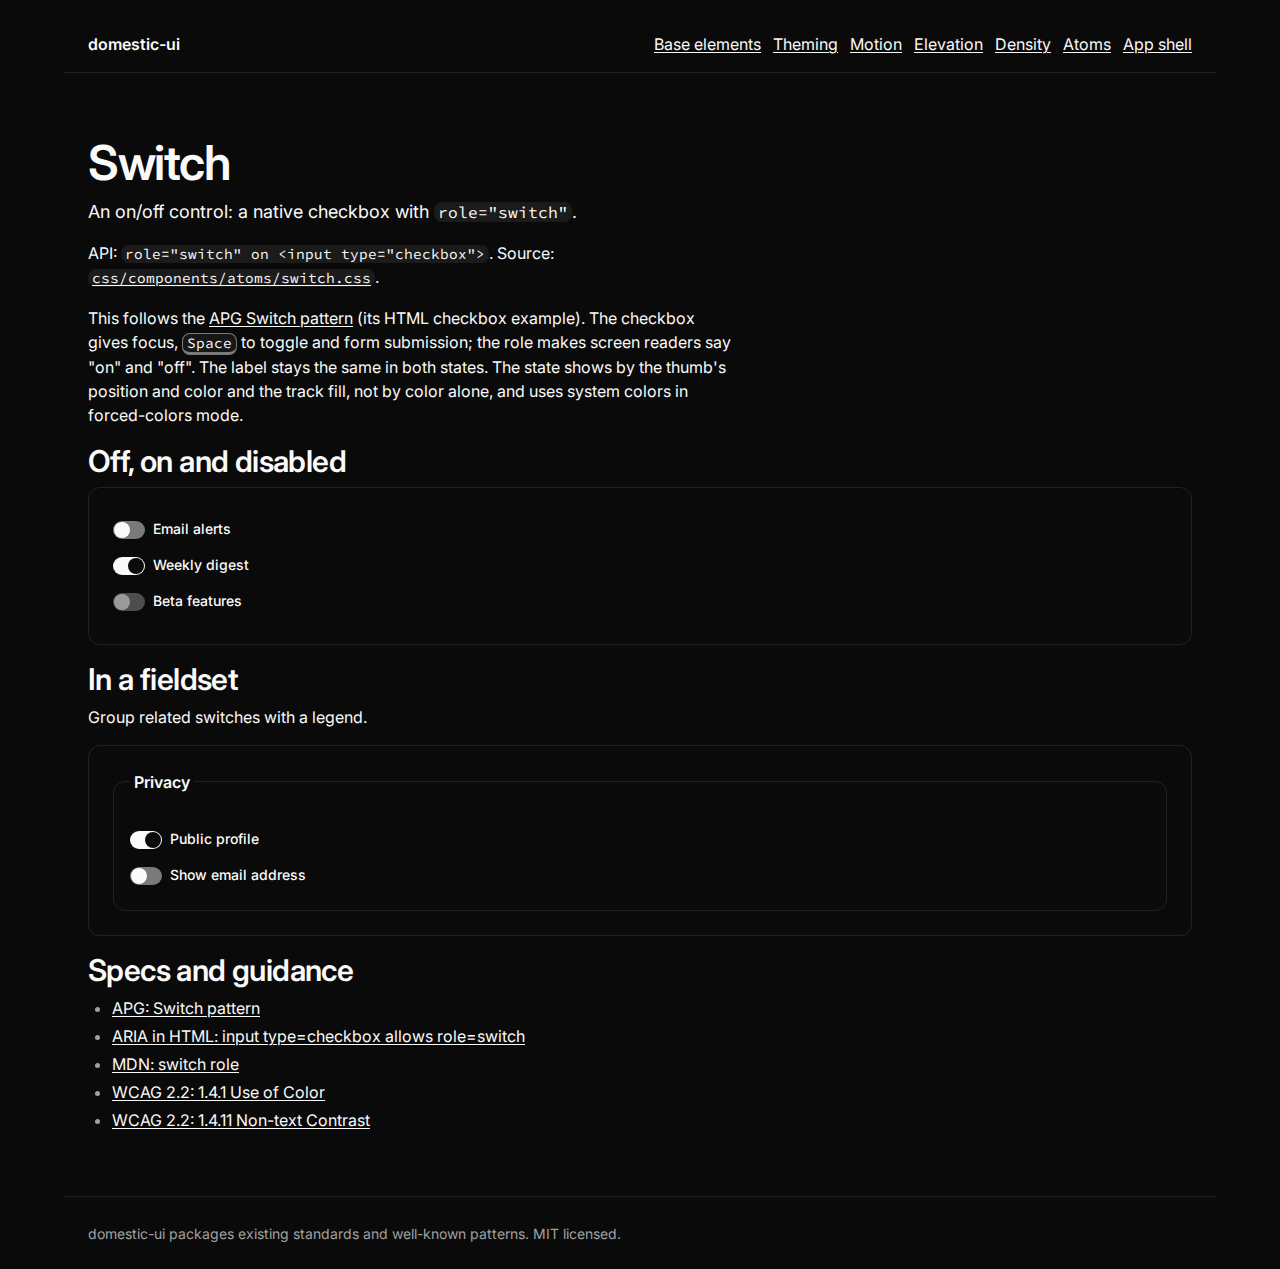 domestic-ui
Base elements Theming Motion Elevation Density Atoms App shell
Switch
An on/off control: a native checkbox with role="switch".
API: role="switch" on <input type="checkbox">. Source:
css/components/atoms/switch.css.
This follows the APG Switch pattern (its HTML checkbox example). The checkbox
gives focus, Space to toggle and form submission; the role makes screen readers say
"on" and "off". The label stays the same in both states. The state shows by the thumb's
position and color and the track fill, not by color alone, and uses system colors in
forced-colors mode.
Off, on and disabled
Email alerts
Weekly digest
Beta features
In a fieldset
Group related switches with a legend.
Privacy
Public profile
Show email address
Specs and guidance
APG: Switch pattern
ARIA in HTML: input type=checkbox allows role=switch
MDN: switch role
WCAG 2.2: 1.4.1 Use of Color
WCAG 2.2: 1.4.11 Non-text Contrast
domestic-ui packages existing standards and well-known patterns. MIT licensed.